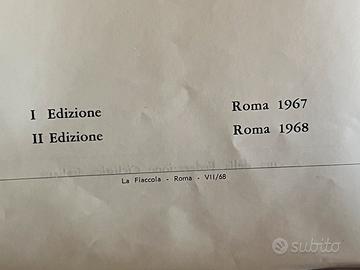 I Edizione Roma 1967
II Edizione Roma 1968
La Fiaccola - Roma - VII/68
subito